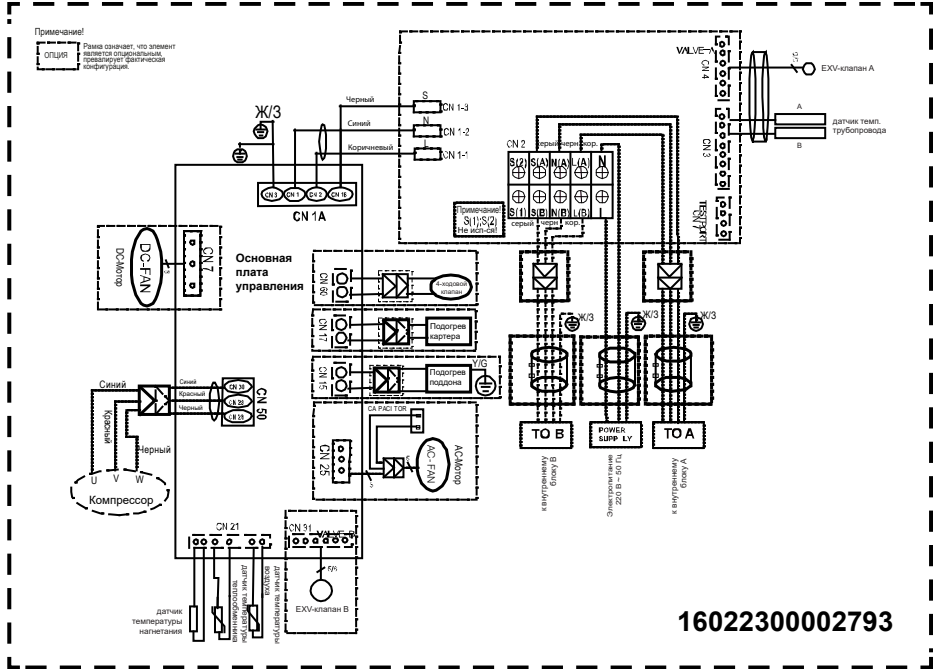 Примечание!
ОПЦИЯ
Рамка означает, что элемент
является опциональным,
превалирует фактическая
конфигурация.
Ж/З
Черный
Синий
Коричневый
S
CN 1-3
N
CN 1-2
L
CN 1-1
CN 3
CN 1
CN 2
CN 16
CN 1A
VALVE-A
CN 4
EXV-клапан A
A
датчик темп.
трубопровода
B
CN 3
CN 2
серый
черн
кор.
S(2)
S(A)
N(A)
L(A)
N
S(1)
S(B)
N(B)
L(B)
L
серый
черн
кор.
Примечание!
S(1);S(2)
Не исп-ся!
DC-Мотор
DC-FAN
CN 7
Основная
плата
управления
CN 60
4-ходовой
клапан
CN 17
Подогрев
картера
CN 15
Подогрев
поддона
Y/G
CAPACITOR
CN 25
AC-FAN
AC-Мотор
Синий
Красный
Черный
U
V
W
Компрессор
Синий
Красный
Черный
CN 30
CN 28
CN 29
CN 50
Ж/З
Ж/З
Ж/З
TO B
POWER
SUPPLY
TO A
к внутреннему
блоку B
Электропитание
220 В ~ 50 Гц
к внутреннему
блоку A
CN 21
датчик
температуры
нагнетания
датчик температуры
теплообменника
датчик температуры
воздуха
CN 31
VALVE-B
5/6
EXV-клапан B
16022300002793